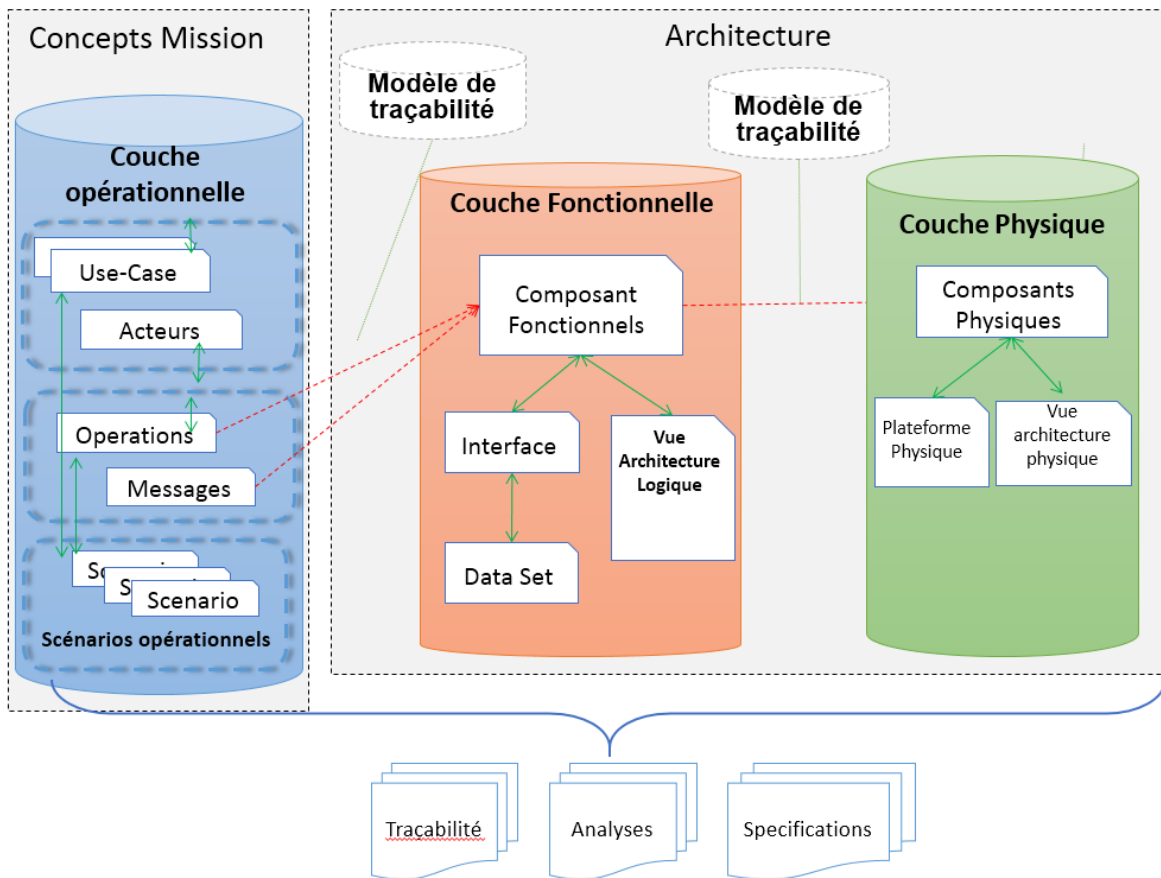 Concepts Mission
Architecture
Modèle de
traçabilité
Modèle de
traçabilité
Couche
opérationnelle
Use-Case
Acteurs
Operations
Messages
Scenario
Scénarios opérationnels
Couche Fonctionnelle
Composant
Fonctionnels
Interface
Vue
Architecture
Logique
Data Set
Couche Physique
Composants
Physiques
Plateforme
Physique
Vue
architecture
physique
Traçabilité
Analyses
Specifications